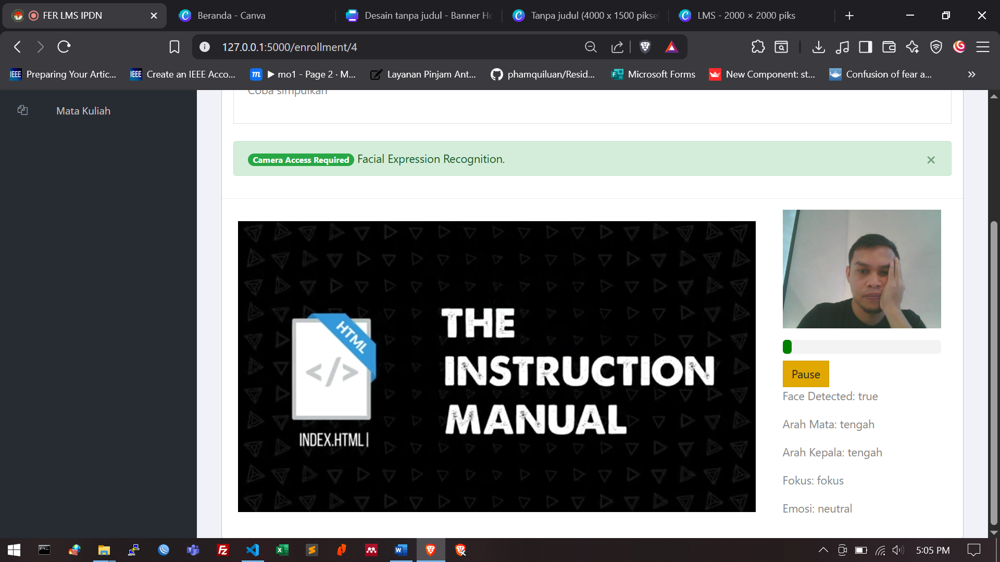 FER LMS IPDN
Beranda - Canva
Desain tanpa judul - Banner Ho
Tanpa judul (4000 x 1500 piksel
LMS - 2000 × 2000 piks
127.0.0.1:5000/enrollment/4
Preparing Your Artic...
Create an IEEE Acco...
▶ mo1 - Page 2 · M...
Layanan Pinjam Ant...
phamquiluan/Resid...
Microsoft Forms
New Component: st...
Confusion of fear a...
Mata Kuliah
Coba simpulkan
Camera Access Required Facial Expression Recognition.
HTML
</>
INDEX.HTML|
THE
INSTRUCTION
MANUAL
Pause
Face Detected: true
Arah Mata: tengah
Arah Kepala: tengah
Fokus: fokus
Emosi: neutral
5:05 PM